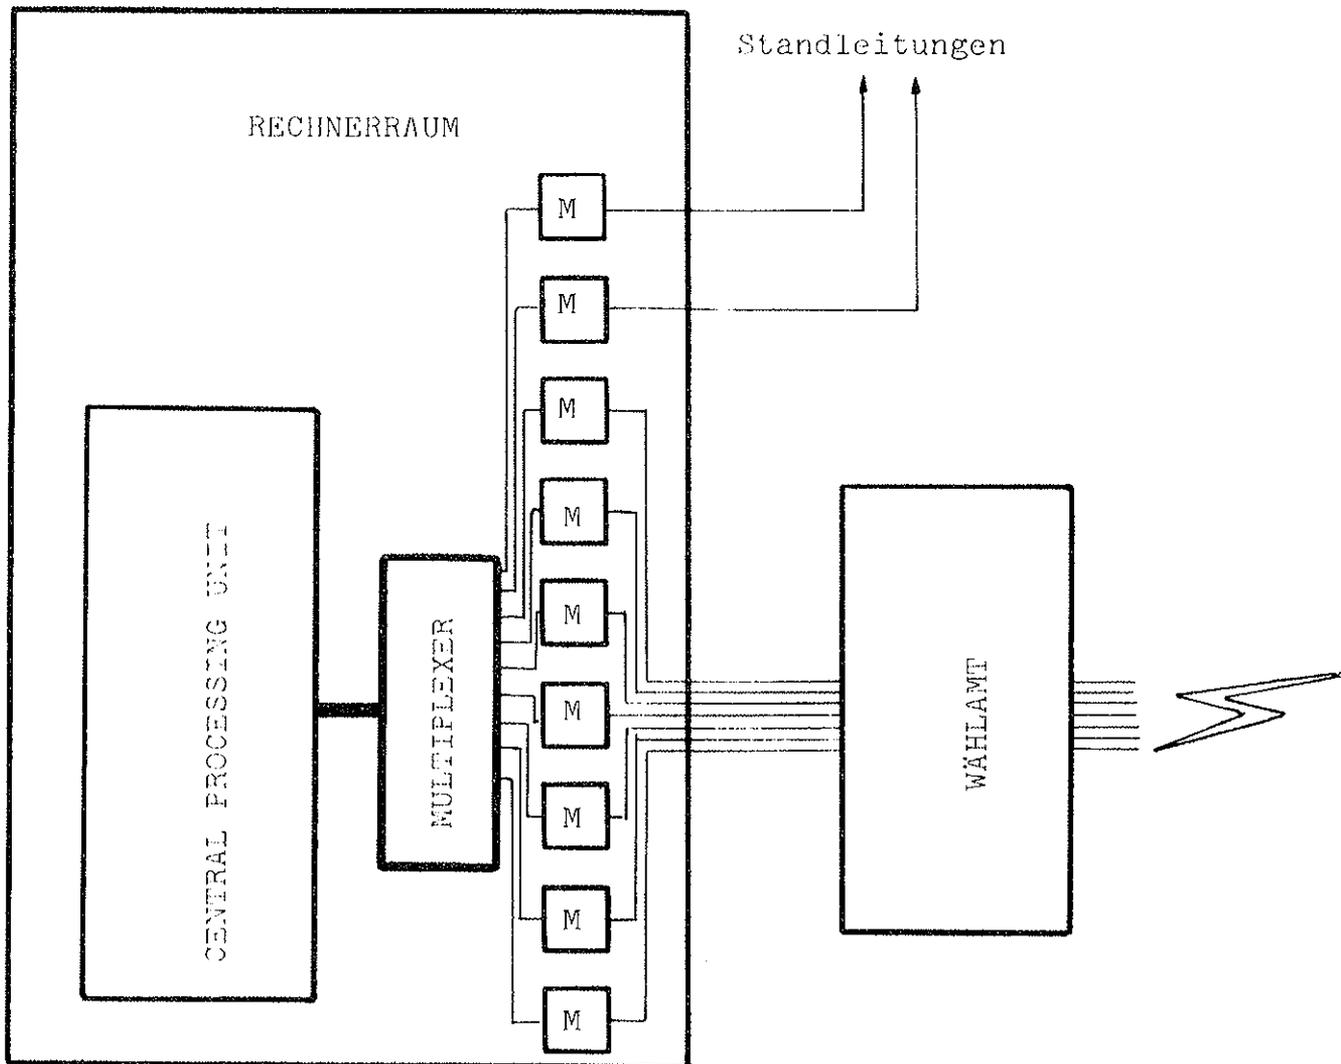 Standleitungen
RECHNERRAUM
M
M
M
M
M
M
M
M
M
CENTRAL PROCESSING UNIT
MULTIPLEXER
WÄHLAMT